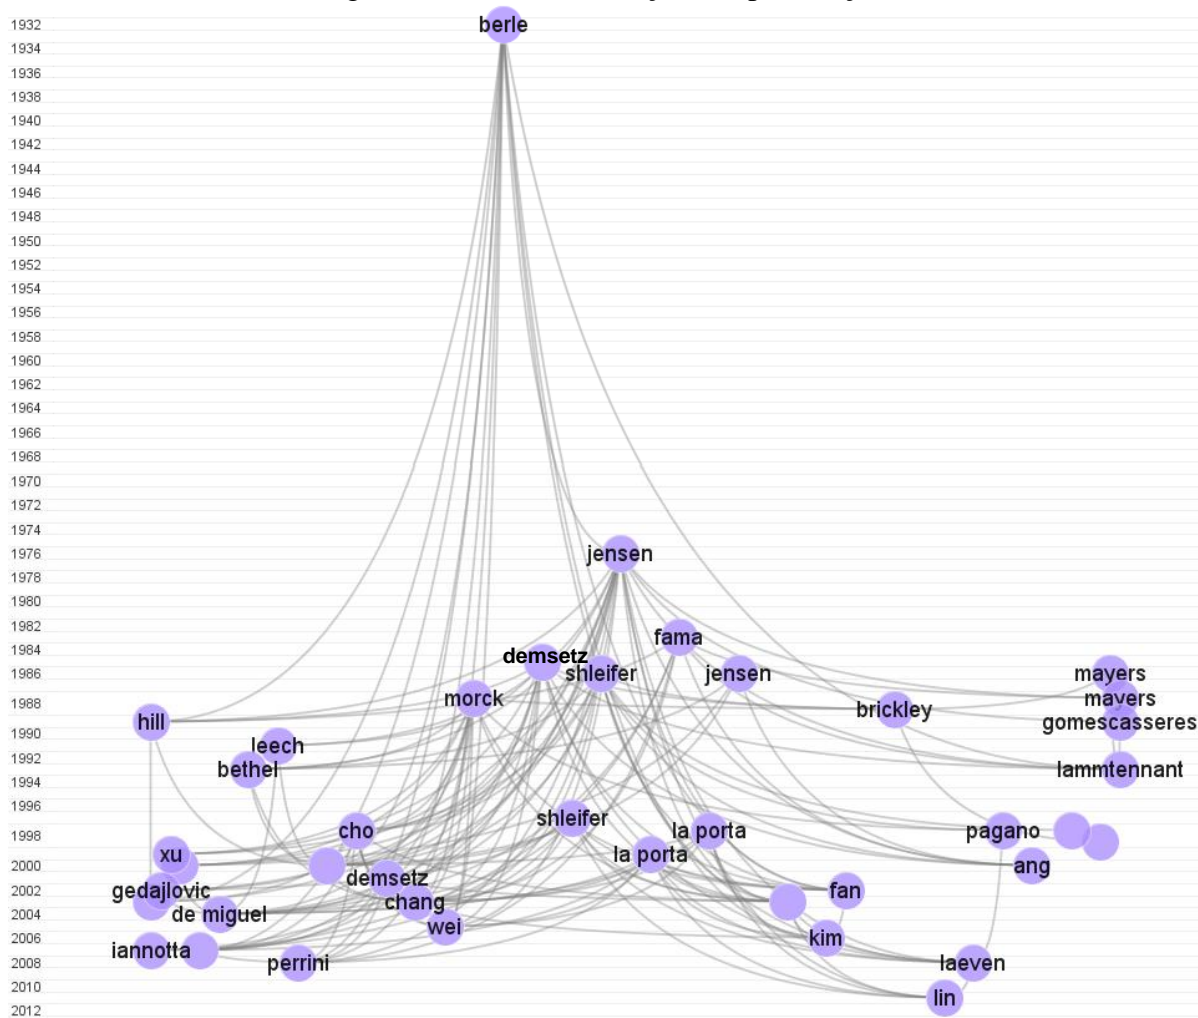 1932
berle
1934
1936
1938
1940
1942
1944
1946
1948
1950
1952
1954
1956
1958
1960
1962
1964
1966
1968
1970
1972
1974
1976
jensen
1978
1980
1982
fama
1984
demsetz
1986
shleifer
jensen
mayers
1988
morck
mayers
brickley
hill
gomescasseres
1990
leech
1992
bethel
lammtennant
1994
1996
shleifer
1998
cho
la porta
pagano
xu
la porta
2000
ang
demsetz
2002
gedajlovic
fan
chang
2004
de miguel
wei
2006
iannotta
kim
2008
perrini
laeven
2010
lin
2012